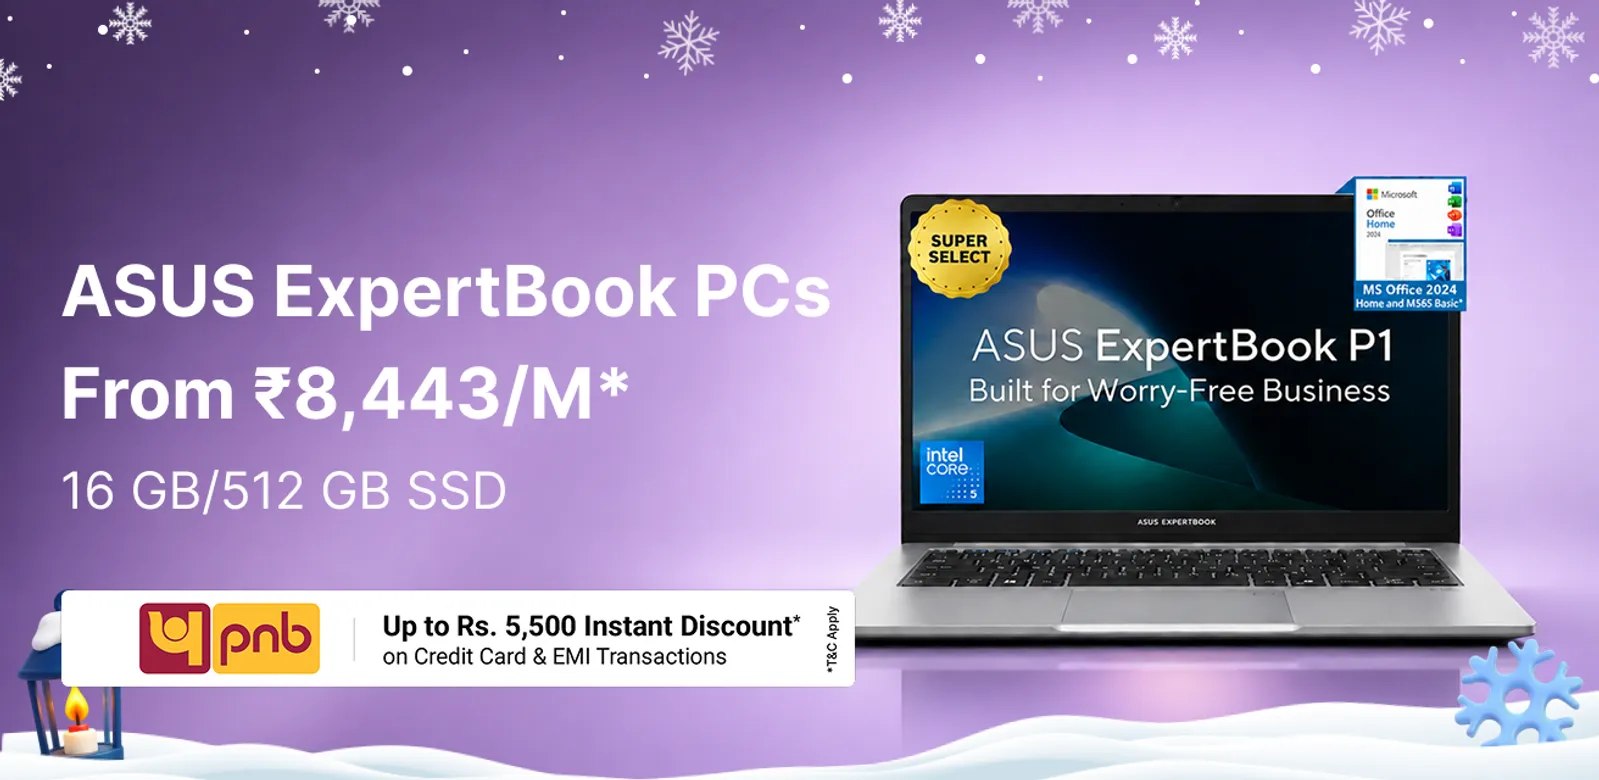 ASUS ExpertBook PCs
From ₹8,443/M*
16 GB/512 GB SSD
pnb
Up to Rs. 5,500 Instant Discount*
on Credit Card & EMI Transactions
*T&C Apply
SUPER
SELECT
ASUS ExpertBook P1
Built for Worry-Free Business
intel
CORE
5
ASUS EXPERTBOOK
Microsoft
Office
Home
2024
MS Office 2024
Home and M365 Basic*